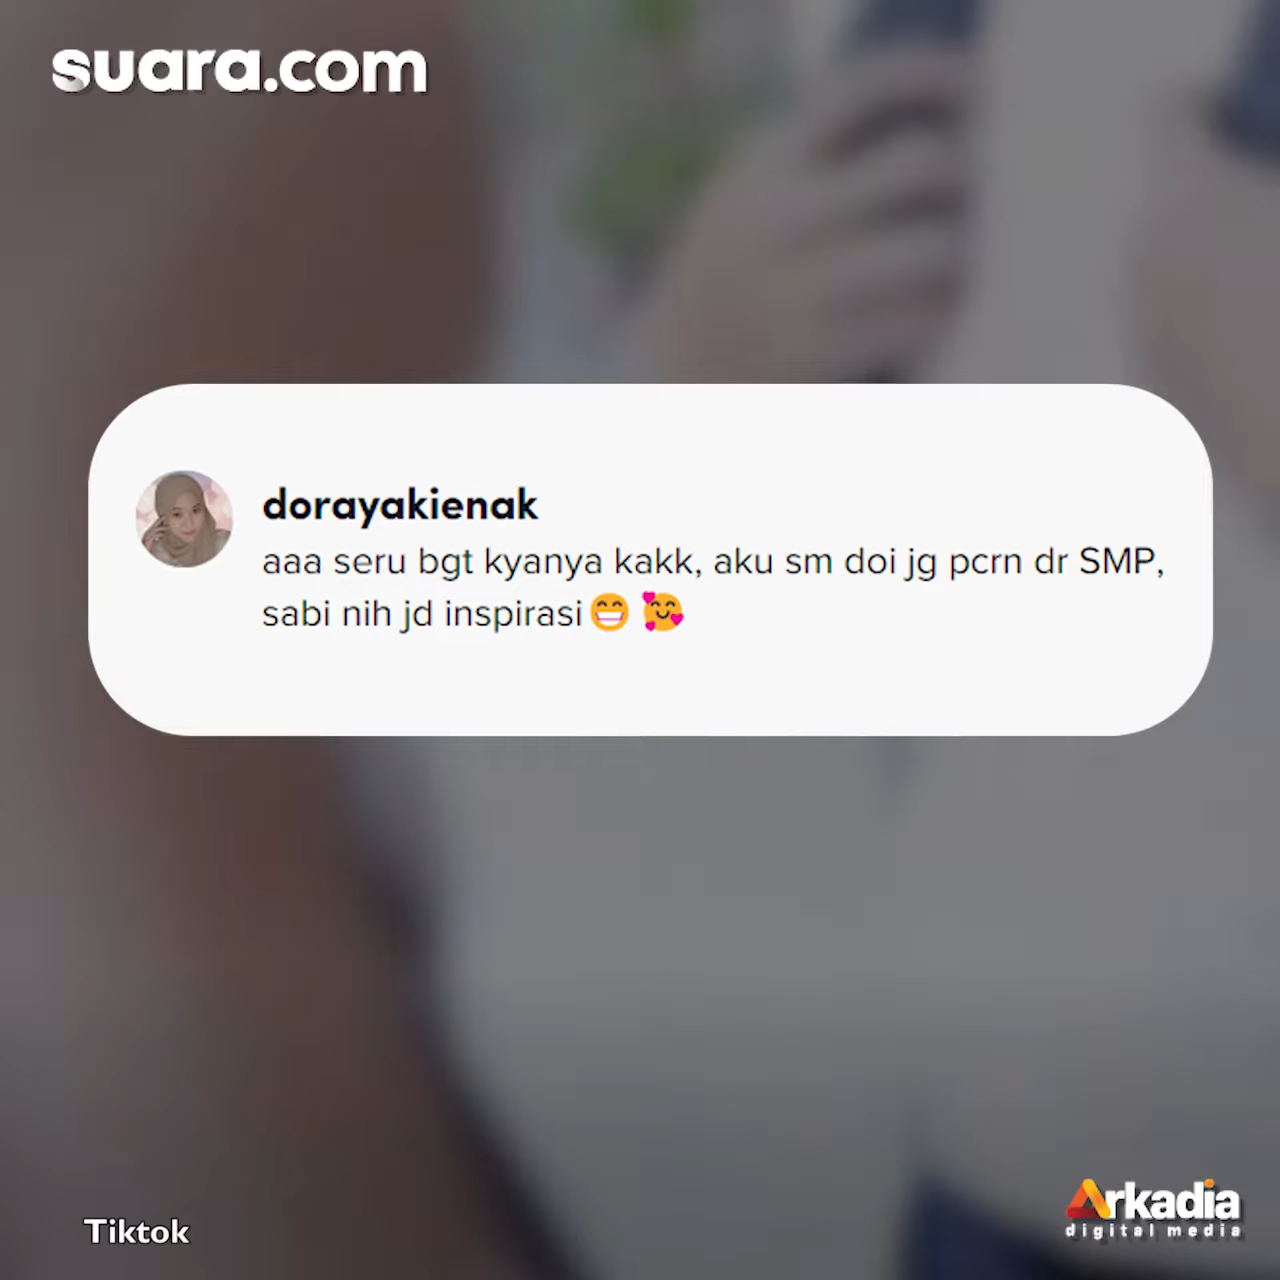 suara.com
dorayakienak
aaa seru bgt kyanya kakk, aku sm doi jg pcrn dr SMP,
sabi nih jd inspirasi😁 🥰
Tiktok
Arkadia
digital media